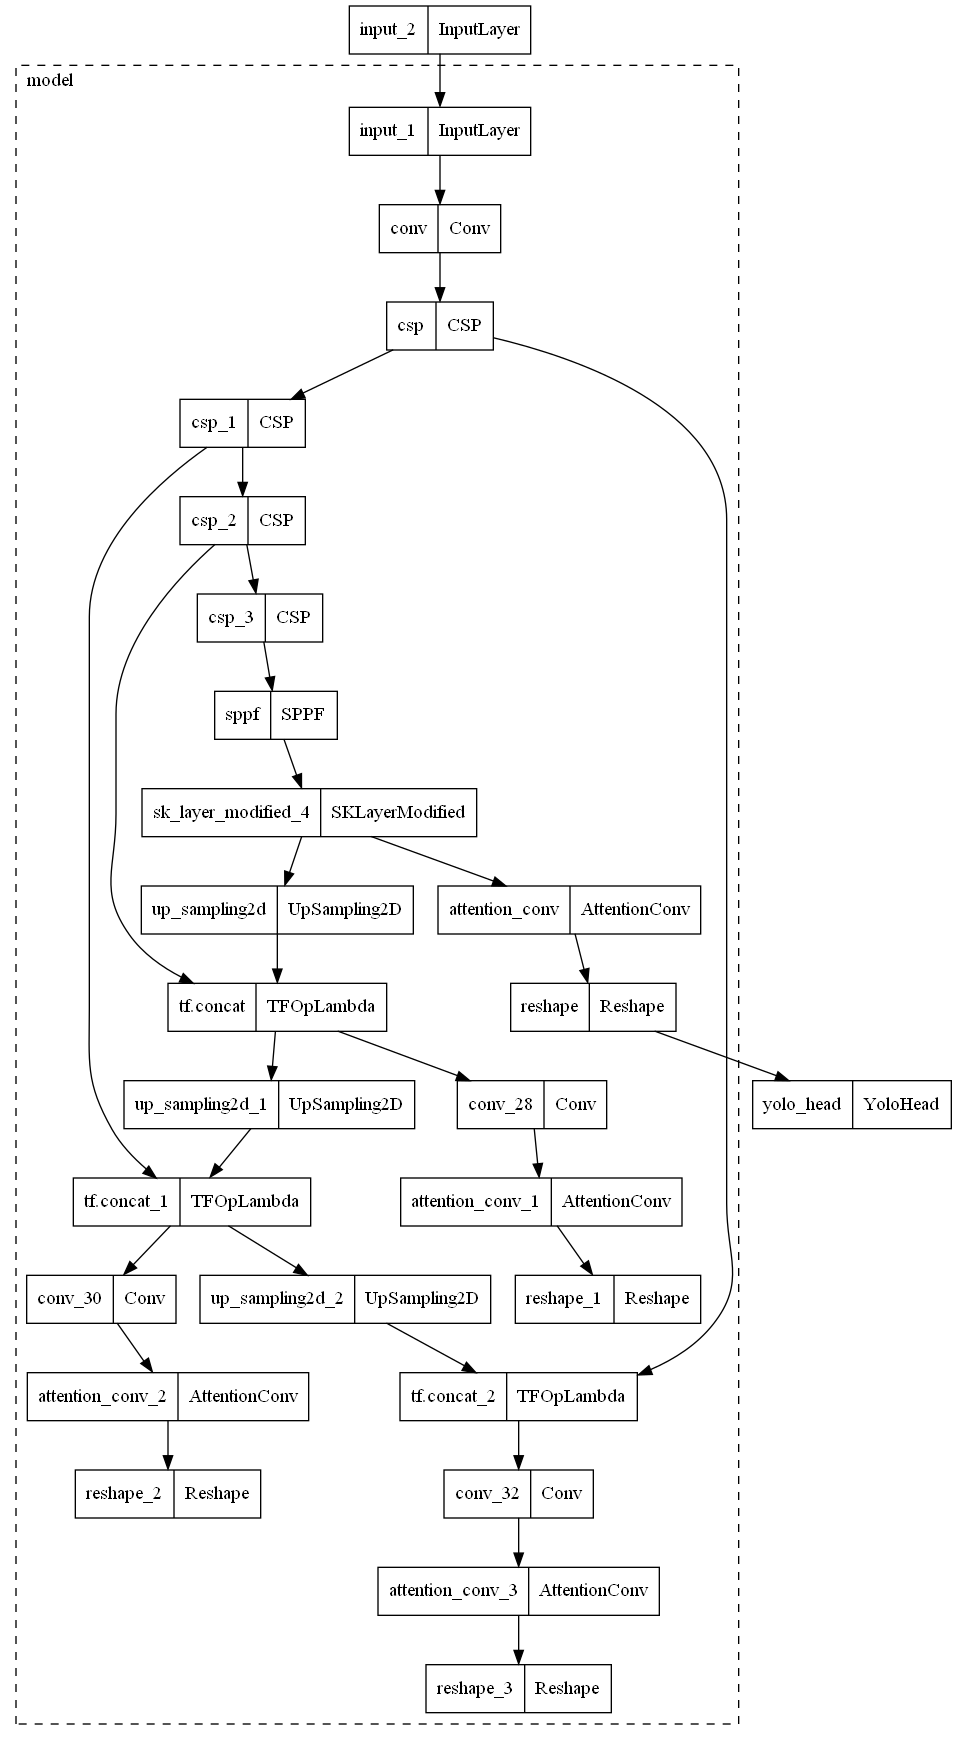 input_2 InputLayer
model
input_1 InputLayer
conv Conv
csp CSP
csp_1 CSP
csp_2 CSP
csp_3 CSP
sppf SPPF
sk_layer_modified_4 SKLayerModified
up_sampling2d UpSampling2D
attention_conv AttentionConv
tf.concat TFOpLambda
reshape Reshape
up_sampling2d_1 UpSampling2D
conv_28 Conv
yolo_head YoloHead
tf.concat_1 TFOpLambda
attention_conv_1 AttentionConv
conv_30 Conv
up_sampling2d_2 UpSampling2D
reshape_1 Reshape
attention_conv_2 AttentionConv
tf.concat_2 TFOpLambda
reshape_2 Reshape
conv_32 Conv
attention_conv_3 AttentionConv
reshape_3 Reshape